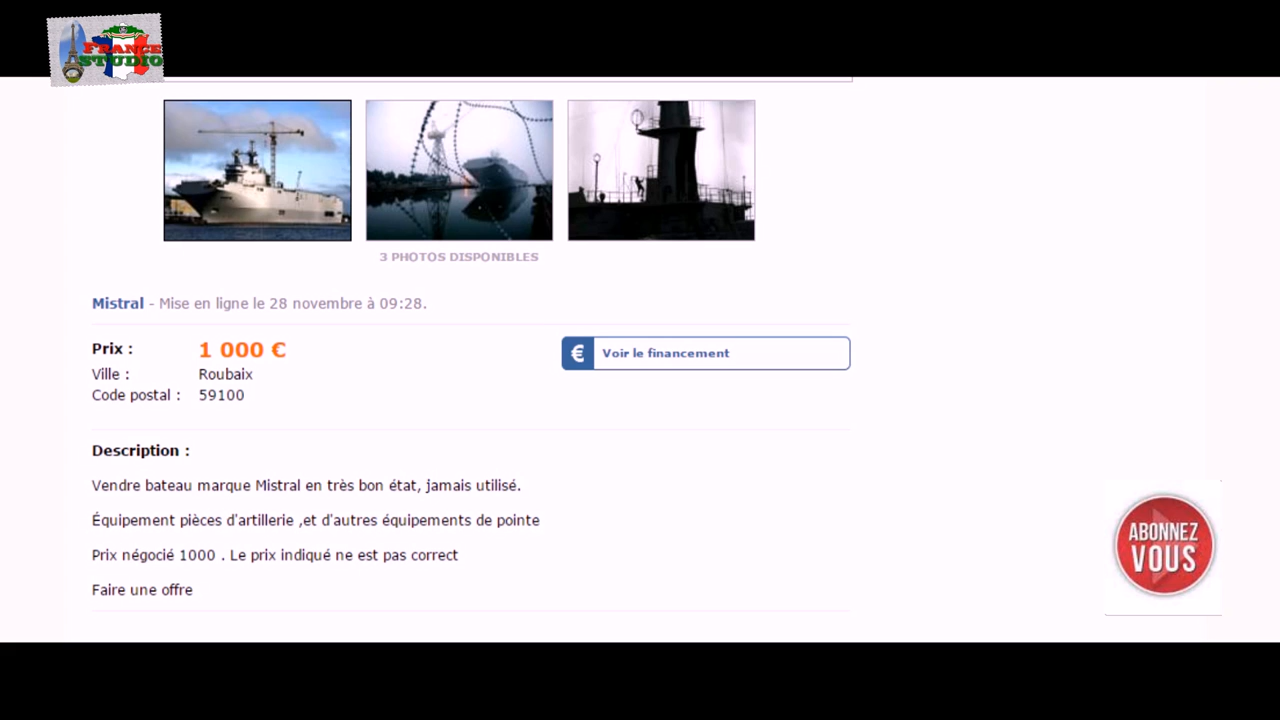 FRANCE
STUDIO
3 PHOTOS DISPONIBLES
Mistral - Mise en ligne le 28 novembre à 09:28.
Prix : 1 000 €
€ Voir le financement
Ville : Roubaix
Code postal : 59100
Description :
Vendre bateau marque Mistral en très bon état, jamais utilisé.
Équipement pièces d'artillerie ,et d'autres équipements de pointe
Prix négocié 1000 . Le prix indiqué ne est pas correct
Faire une offre
ABONNEZ
VOUS